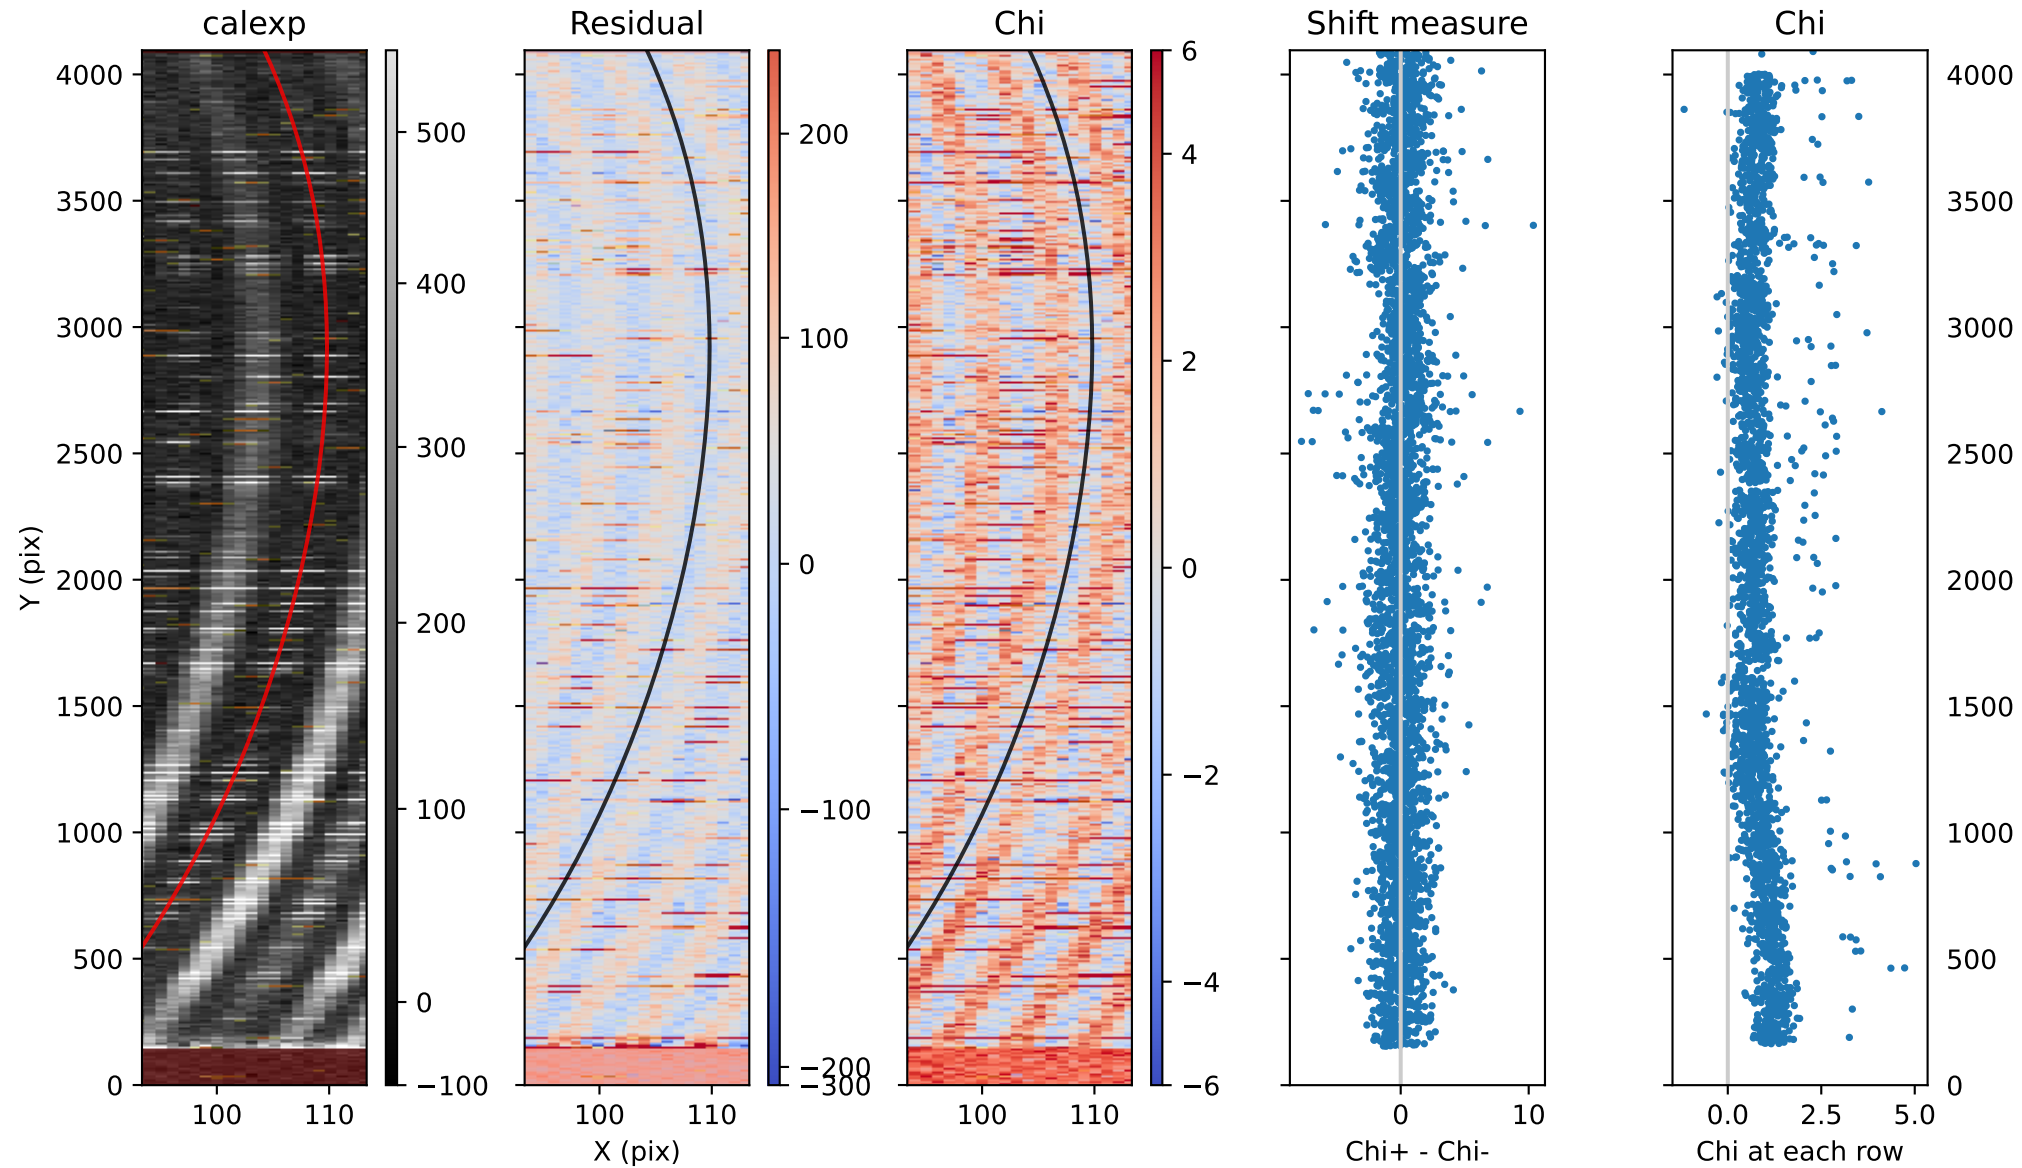 calexp Residual Chi Shift measure Chi
4000 500 200 6 4000
3500 400 4 3500
3000 300 100 2 3000
2500 200 0 0 2500
2000 100 −100 −2 2000
1500 0 −200 −4 1500
1000 −100 −300 −6 1000
500 500
0 0
Y (pix)
100 110 100 110 100 110 0 10 0.0 2.5 5.0
X (pix) Chi+ - Chi- Chi at each row